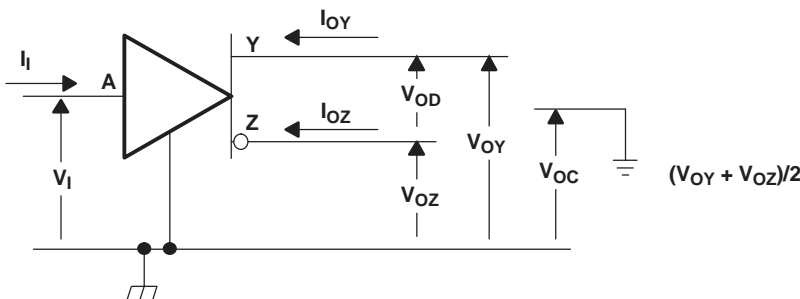 I_OY
I_I
A
Y
V_OD
Z
I_OZ
V_OY
V_I
V_OZ
V_OC
(V_OY + V_OZ)/2